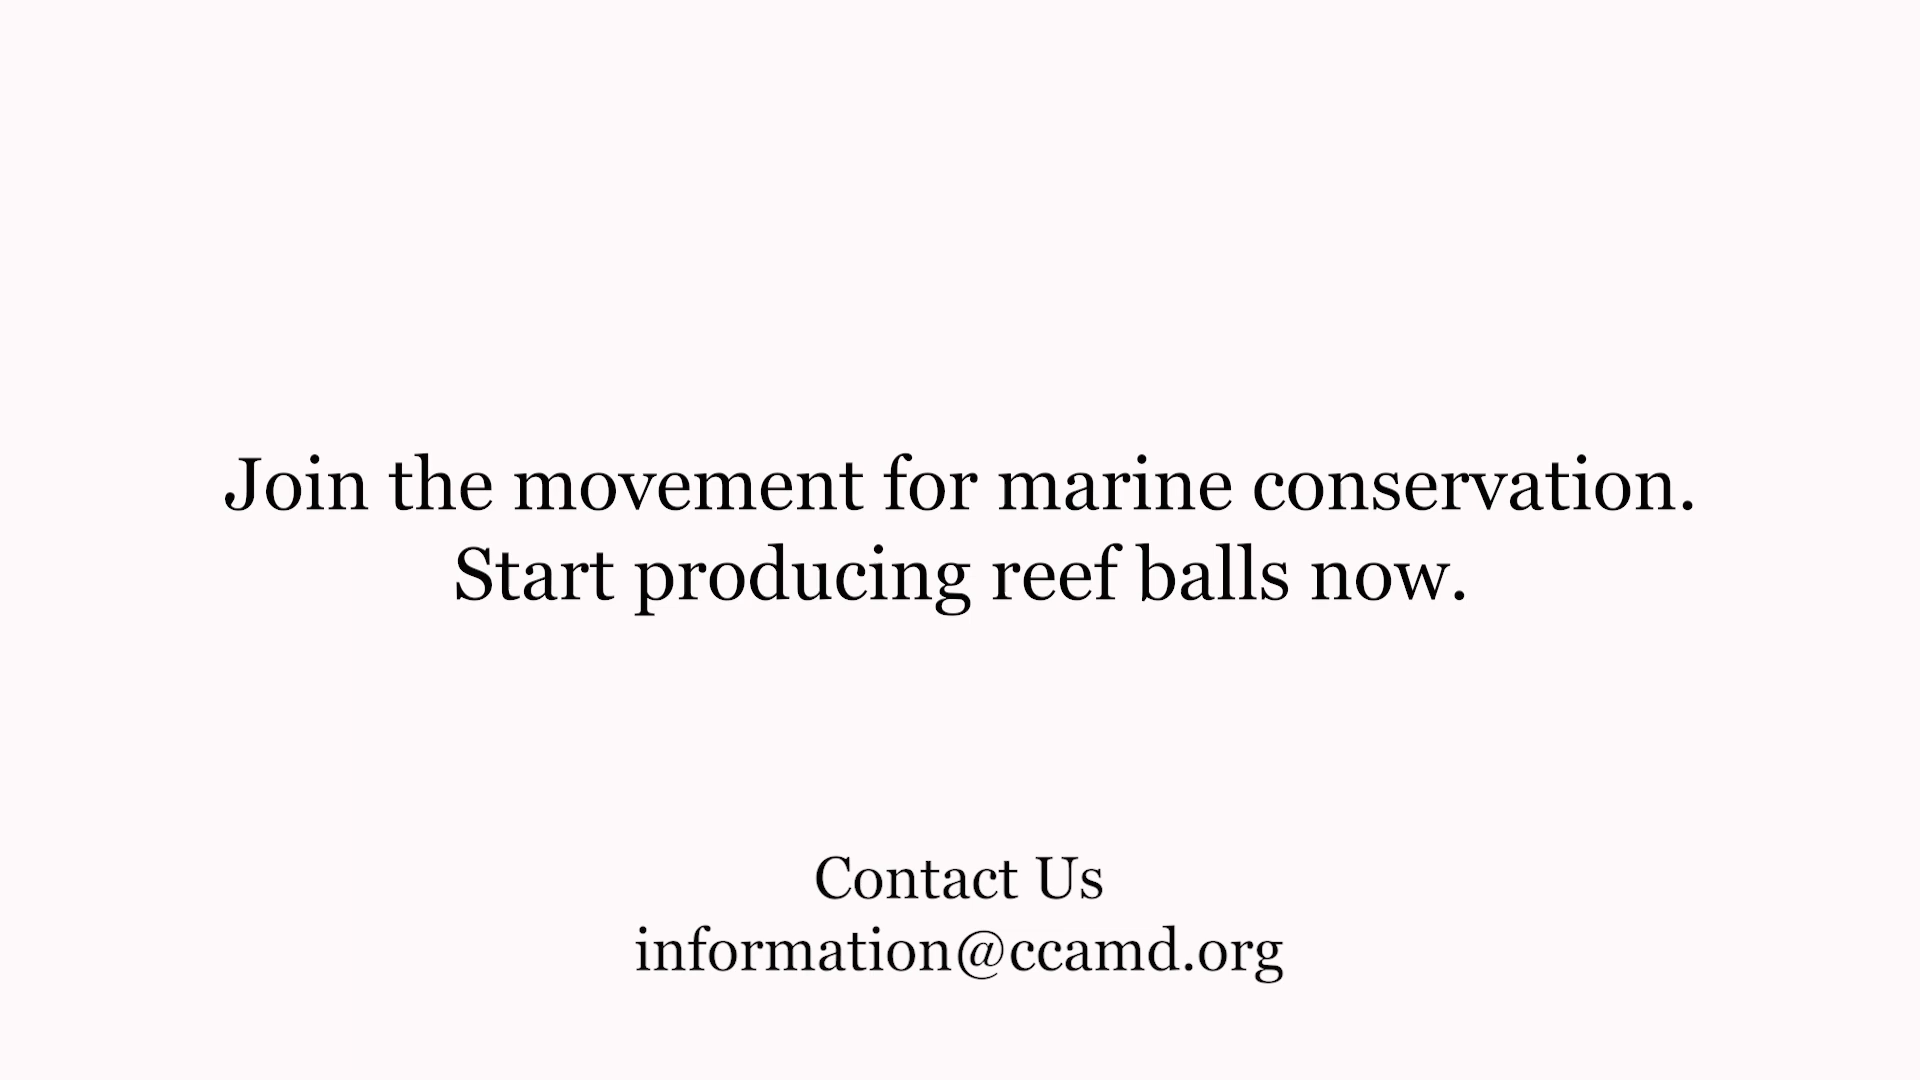 Join the movement for marine conservation.
Start producing reef balls now.
Contact Us
information@ccamd.org